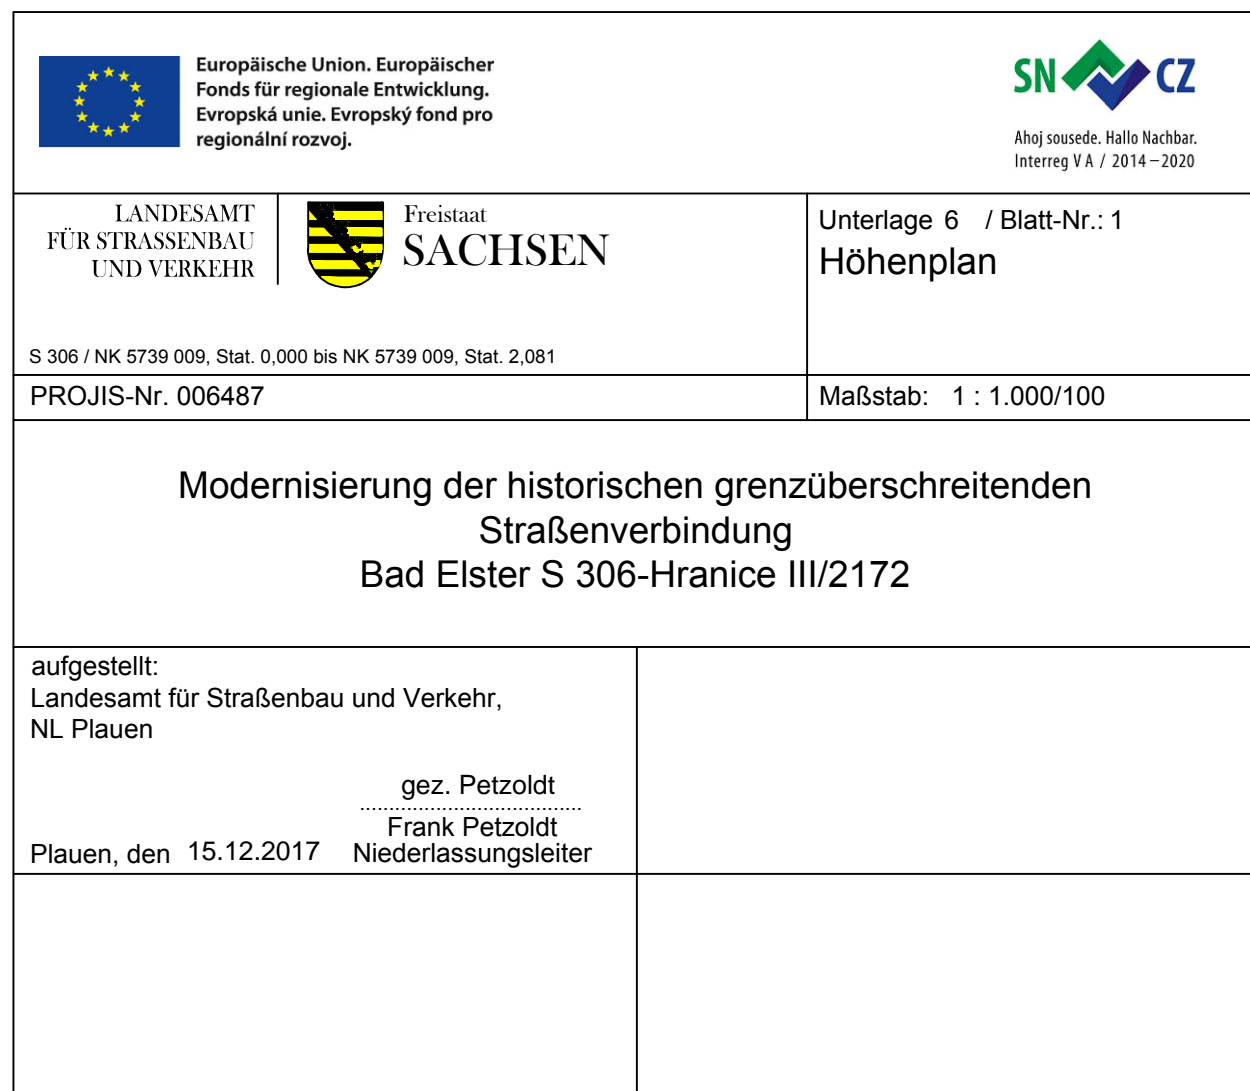 Europäische Union. Europäischer
Fonds für regionale Entwicklung.
Evropská unie. Evropský fond pro
regionální rozvoj.
SN CZ
Ahoj sousede. Hallo Nachbar.
Interreg V A / 2014–2020
LANDESAMT
FÜR STRASSENBAU
UND VERKEHR
Freistaat
SACHSEN
S 306 / NK 5739 009, Stat. 0,000 bis NK 5739 009, Stat. 2,081
Unterlage 6 / Blatt-Nr.: 1
Höhenplan
PROJIS-Nr. 006487
Maßstab: 1 : 1.000/100
Modernisierung der historischen grenzüberschreitenden
Straßenverbindung
Bad Elster S 306-Hranice III/2172
aufgestellt:
Landesamt für Straßenbau und Verkehr,
NL Plauen
gez. Petzoldt
......................................
Frank Petzoldt
Plauen, den 15.12.2017 Niederlassungsleiter